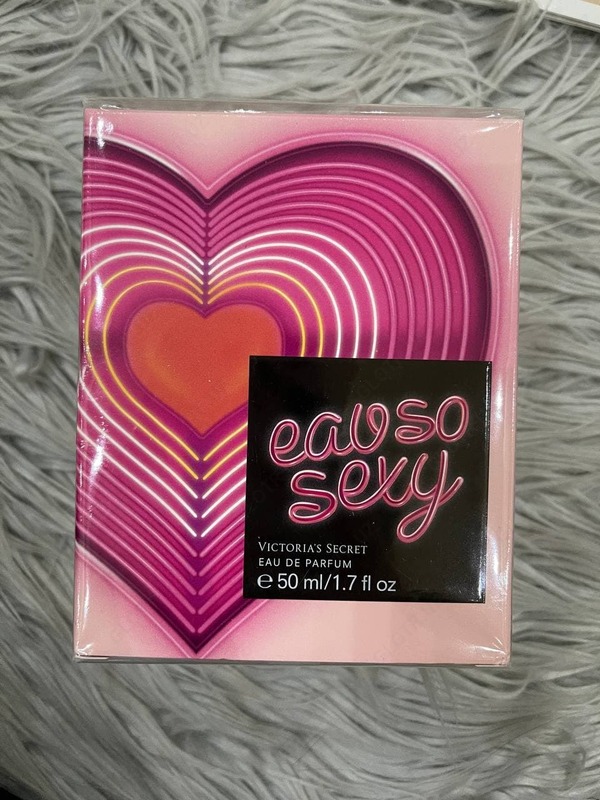 eau so
sexy
VICTORIA'S SECRET
EAU DE PARFUM
℮ 50 ml/1.7 fl oz